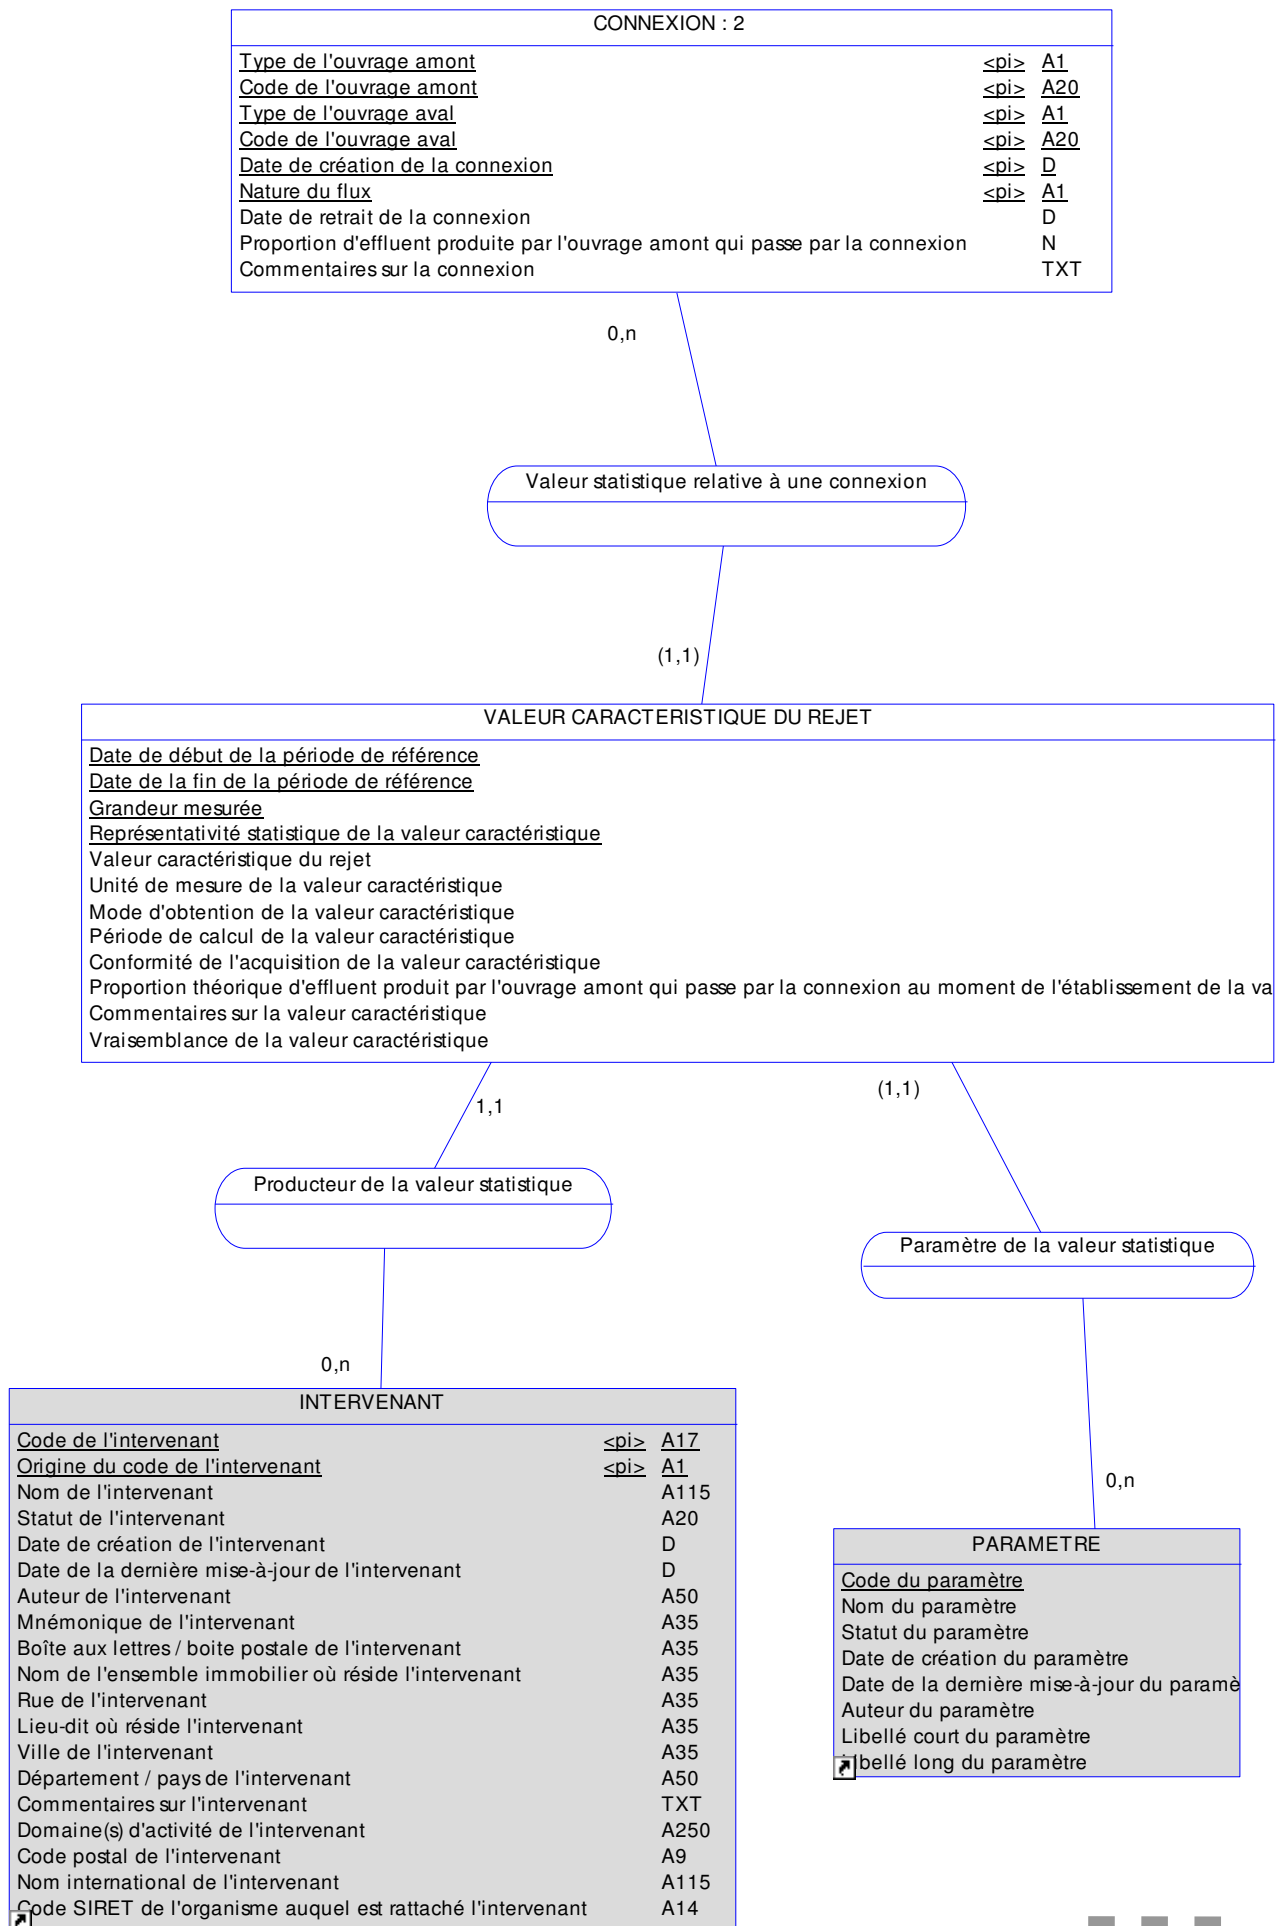 CONNEXION : 2
Type de l'ouvrage amont <pi> A1
Code de l'ouvrage amont <pi> A20
Type de l'ouvrage aval <pi> A1
Code de l'ouvrage aval <pi> A20
Date de création de la connexion <pi> D
Nature du flux <pi> A1
Date de retrait de la connexion D
Proportion d'effluent produite par l'ouvrage amont qui passe par la connexion N
Commentaires sur la connexion TXT
0,n
Valeur statistique relative à une connexion
(1,1)
VALEUR CARACTERISTIQUE DU REJET
Date de début de la période de référence
Date de la fin de la période de référence
Grandeur mesurée
Représentativité statistique de la valeur caractéristique
Valeur caractéristique du rejet
Unité de mesure de la valeur caractéristique
Mode d'obtention de la valeur caractéristique
Période de calcul de la valeur caractéristique
Conformité de l'acquisition de la valeur caractéristique
Proportion théorique d'effluent produit par l'ouvrage amont qui passe par la connexion au moment de l'établissement de la va
Commentaires sur la valeur caractéristique
Vraisemblance de la valeur caractéristique
1,1
(1,1)
Producteur de la valeur statistique
Paramètre de la valeur statistique
0,n
INTERVENANT
Code de l'intervenant <pi> A17
Origine du code de l'intervenant <pi> A1
Nom de l'intervenant A115
Statut de l'intervenant A20
Date de création de l'intervenant D
Date de la dernière mise-à-jour de l'intervenant D
Auteur de l'intervenant A50
Mnémonique de l'intervenant A35
Boîte aux lettres / boite postale de l'intervenant A35
Nom de l'ensemble immobilier où réside l'intervenant A35
Rue de l'intervenant A35
Lieu-dit où réside l'intervenant A35
Ville de l'intervenant A35
Département / pays de l'intervenant A50
Commentaires sur l'intervenant TXT
Domaine(s) d'activité de l'intervenant A250
Code postal de l'intervenant A9
Nom international de l'intervenant A115
Code SIRET de l'organisme auquel est rattaché l'intervenant A14
0,n
PARAMETRE
Code du paramètre
Nom du paramètre
Statut du paramètre
Date de création du paramètre
Date de la dernière mise-à-jour du paramè
Auteur du paramètre
Libellé court du paramètre
Libellé long du paramètre